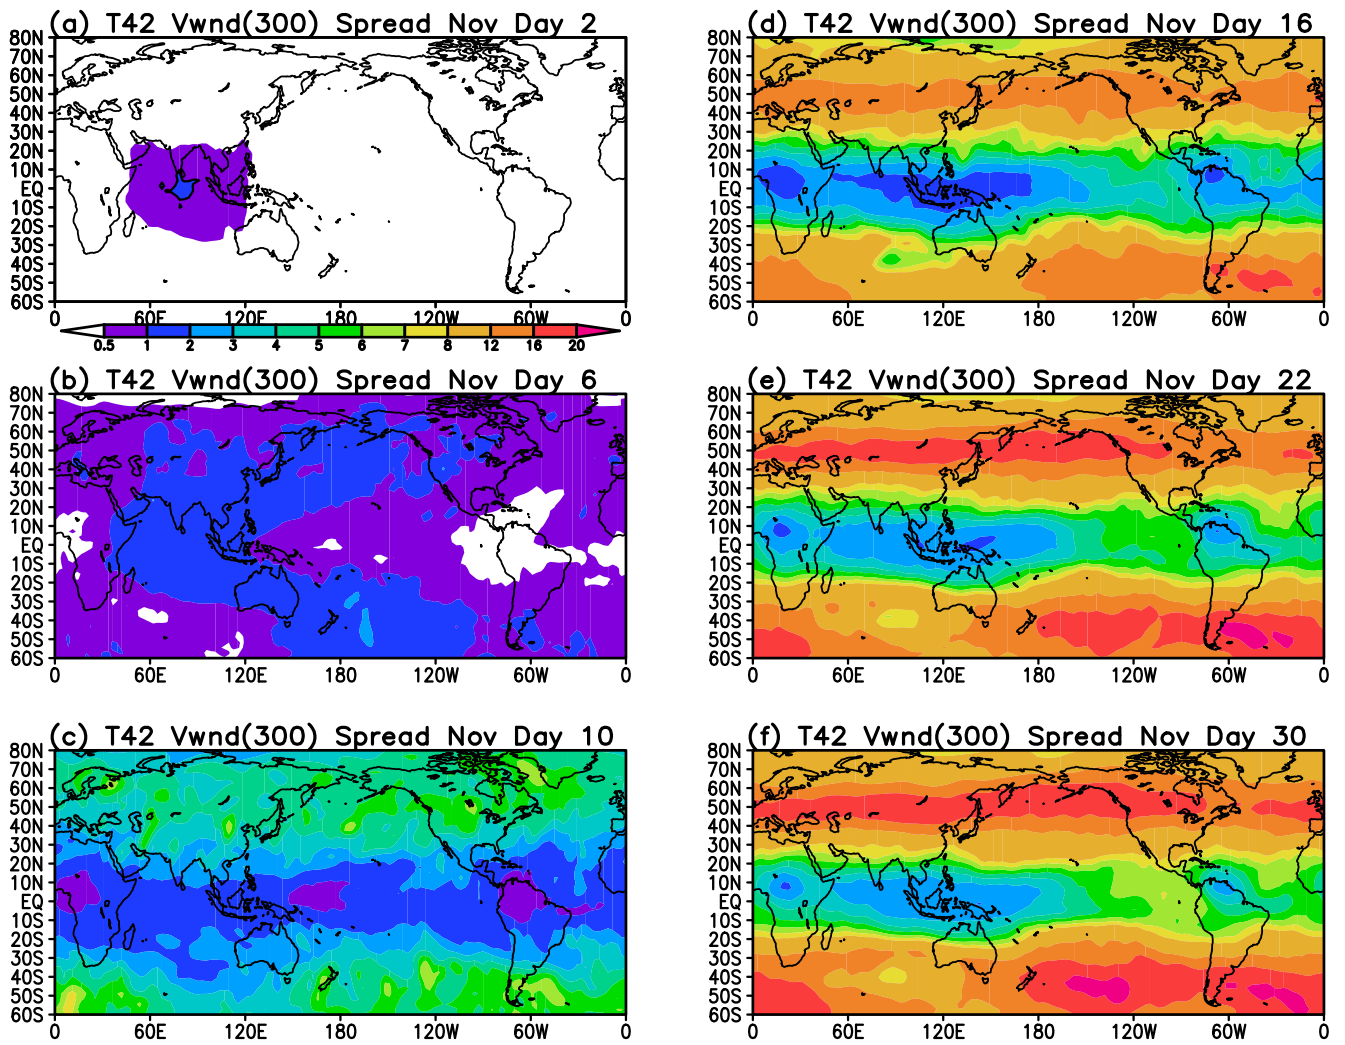 (a) T42 Vwnd(300) Spread Nov Day 2
80N
70N
60N
50N
40N
30N
20N
10N
EQ
10S
20S
30S
40S
50S
60S
0 60E 120E 180 120W 60W 0
0.5 1 2 3 4 5 6 7 8 12 16 20
(b) T42 Vwnd(300) Spread Nov Day 6
80N
70N
60N
50N
40N
30N
20N
10N
EQ
10S
20S
30S
40S
50S
60S
0 60E 120E 180 120W 60W 0
(c) T42 Vwnd(300) Spread Nov Day 10
80N
70N
60N
50N
40N
30N
20N
10N
EQ
10S
20S
30S
40S
50S
60S
0 60E 120E 180 120W 60W 0
(d) T42 Vwnd(300) Spread Nov Day 16
80N
70N
60N
50N
40N
30N
20N
10N
EQ
10S
20S
30S
40S
50S
60S
0 60E 120E 180 120W 60W 0
(e) T42 Vwnd(300) Spread Nov Day 22
80N
70N
60N
50N
40N
30N
20N
10N
EQ
10S
20S
30S
40S
50S
60S
0 60E 120E 180 120W 60W 0
(f) T42 Vwnd(300) Spread Nov Day 30
80N
70N
60N
50N
40N
30N
20N
10N
EQ
10S
20S
30S
40S
50S
60S
0 60E 120E 180 120W 60W 0